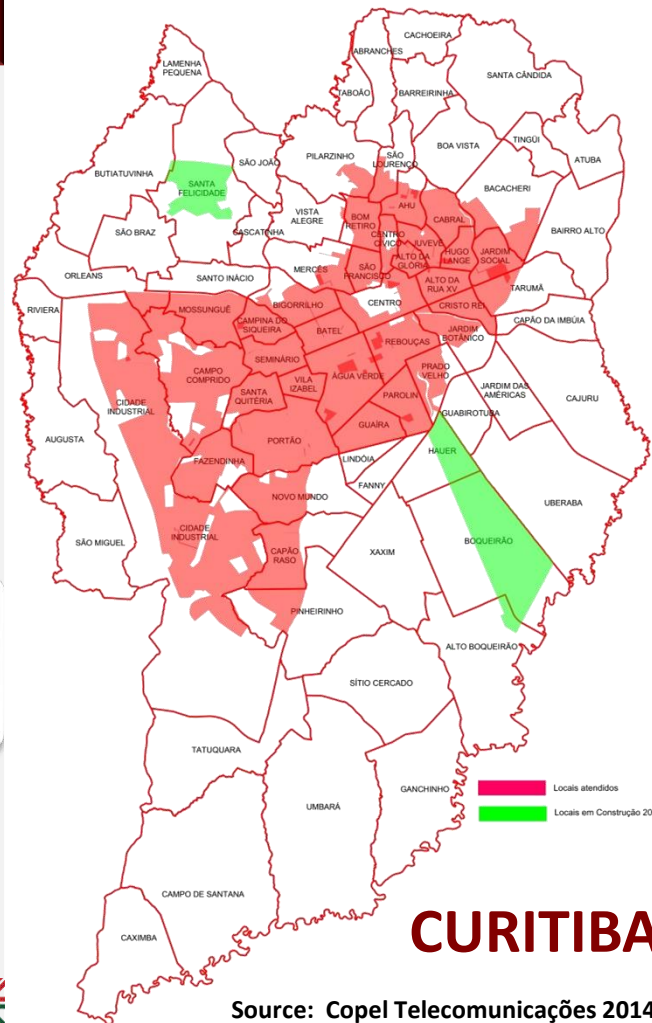 CACHOEIRA
ABRANCHES
LAMENHA
PEQUENA
SANTA CÂNDIDA
TABOÃO
BARREIRINHA
TINGÜI
BOA VISTA
SÃO
LOURENÇO
PILARZINHO
SÃO JOÃO
ATUBA
BUTIATUVINHA
SANTA
FELICIDADE
BACACHERI
AHU
VISTA
ALEGRE
BOM
RETIRO
CABRAL
BAIRRO ALTO
SÃO BRAZ
CASCATINHA
CENTRO
CÍVICO
JUVEVÊ
HUGO
LANGE
JARDIM
SOCIAL
ALTO DA
GLÓRIA
MERCÊS
SÃO
FRANCISCO
ORLEANS
SANTO INÁCIO
ALTO DA
RUA XV
TARUMÃ
RIVIERA
MOSSUNGUÊ
BIGORRILHO
CENTRO
CRISTO REI
CAPÃO DA IMBÚIA
CAMPINA DO
SIQUEIRA
BATEL
JARDIM
BOTÂNICO
REBOUÇAS
SEMINÁRIO
CAMPO
COMPRIDO
VILA
IZABEL
ÁGUA VERDE
PRADO
VELHO
SANTA
QUITÉRIA
PAROLIN
JARDIM DAS
AMÉRICAS
CAJURU
CIDADE
INDUSTRIAL
GUABIROTUBA
AUGUSTA
GUAÍRA
PORTÃO
HAUER
LINDÓIA
FAZENDINHA
FANNY
NOVO MUNDO
UBERABA
CIDADE
INDUSTRIAL
SÃO MIGUEL
BOQUEIRÃO
XAXIM
CAPÃO
RASO
PINHEIRINHO
ALTO BOQUEIRÃO
SÍTIO CERCADO
TATUQUARA
GANCHINHO
Locais atendidos
UMBARÁ
Locais em Construção 20
CAMPO DE SANTANA
CAXIMBA
CURITIBA
Source: Copel Telecomunicações 2014